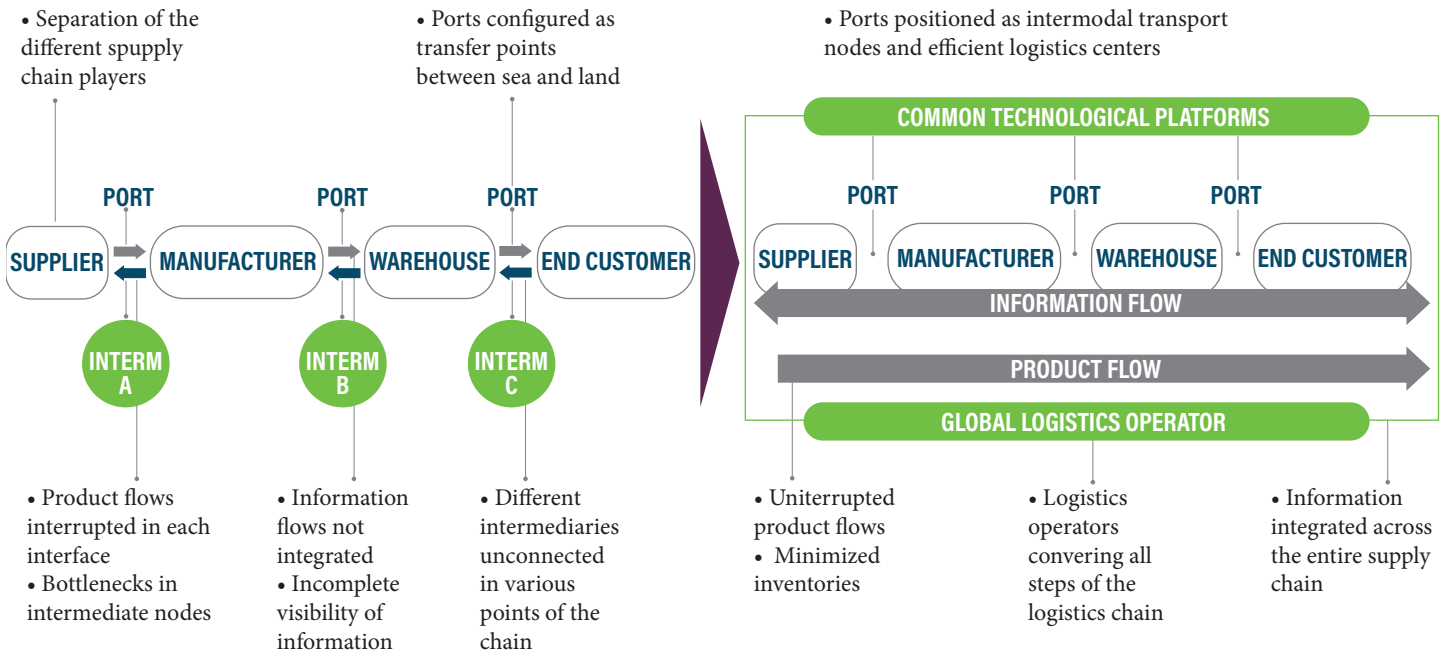 • Separation of the
different spupply
chain players
• Ports configured as
transfer points
between sea and land
PORT
PORT
PORT
SUPPLIER
MANUFACTURER
WAREHOUSE
END CUSTOMER
INTERM
A
INTERM
B
INTERM
C
• Product flows
interrupted in each
interface
• Bottlenecks in
intermediate nodes
• Information
flows not
integrated
• Incomplete
visibility of
information
• Different
intermediaries
unconnected
in various
points of the
chain
• Ports positioned as intermodal transport
nodes and efficient logistics centers
COMMON TECHNOLOGICAL PLATFORMS
PORT
PORT
PORT
SUPPLIER
MANUFACTURER
WAREHOUSE
END CUSTOMER
INFORMATION FLOW
PRODUCT FLOW
GLOBAL LOGISTICS OPERATOR
• Uniterrupted
product flows
• Minimized
inventories
• Logistics
operators
convering all
steps of the
logistics chain
• Information
integrated across
the entire supply
chain